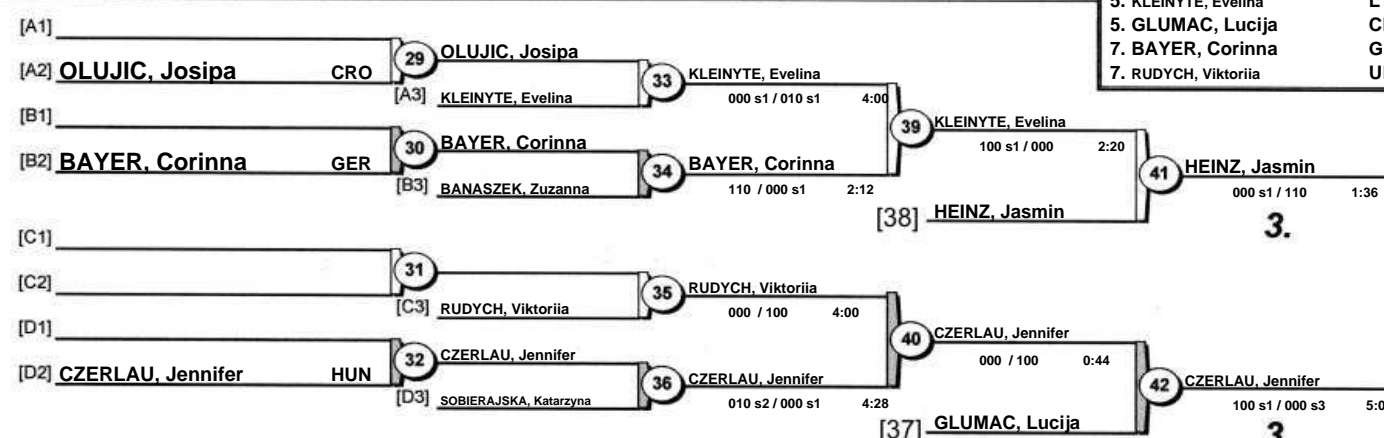 5. KLEINYTE, Evelina
5. GLUMAC, Lucija
7. BAYER, Corinna
7. RUDYCH, Viktoriia
[A1]
[A2] OLUJIC, Josipa CRO
29
OLUJIC, Josipa
[A3] KLEINYTE, Evelina
33
KLEINYTE, Evelina
000 s1 / 010 s1 4:00
[B1]
[B2] BAYER, Corinna GER
30
BAYER, Corinna
[B3] BANASZEK, Zuzanna
34
BAYER, Corinna
110 / 000 s1 2:12
39
KLEINYTE, Evelina
100 s1 / 000 2:20
[38] HEINZ, Jasmin
41
HEINZ, Jasmin
000 s1 / 110 1:36
3.
[C1]
[C2]
31
[C3] RUDYCH, Viktoriia
35
RUDYCH, Viktoriia
000 / 100 4:00
[D1]
[D2] CZERLAU, Jennifer HUN
32
CZERLAU, Jennifer
[D3] SOBIERAJSKA, Katarzyna
36
CZERLAU, Jennifer
010 s2 / 000 s1 4:28
40
CZERLAU, Jennifer
000 / 100 0:44
[37] GLUMAC, Lucija
42
CZERLAU, Jennifer
100 s1 / 000 s3
3.